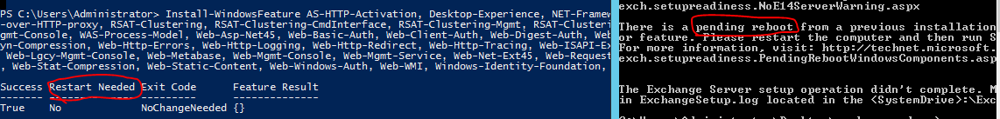 PS C:\Users\Administrator> Install-WindowsFeature AS-HTTP-Activation, Desktop-Experience, NET-Framew
-over-HTTP-proxy, RSAT-Clustering, RSAT-Clustering-CmdInterface, RSAT-Clustering-Mgmt, RSAT-Cluster
gmt-Console, WAS-Process-Model, Web-Asp-Net45, Web-Basic-Auth, Web-Client-Auth, Web-Digest-Auth, Web
yn-Compression, Web-Http-Errors, Web-Http-Logging, Web-Http-Redirect, Web-Http-Tracing, Web-ISAPI-Ex
Web-Lgcy-Mgmt-Console, Web-Metabase, Web-Mgmt-Console, Web-Mgmt-Service, Web-Net-Ext45, Web-Request
, Web-Stat-Compression, Web-Static-Content, Web-Windows-Auth, Web-WMI, Windows-Identity-Foundation,
Success Restart Needed Exit Code Feature Result
------- -------------- --------- --------------
True No NoChangeNeeded {}
exch.setupreadiness.NoE14ServerWarning.aspx
There is a pending reboot from a previous installation
or feature. Please restart the computer and then run S
For more information, visit: http://technet.microsoft.
exch.setupreadiness.PendingRebootWindowsComponents.asp
The Exchange Server setup operation didn't complete. M
in ExchangeSetup.log located in the <SystemDrive>:\Exc